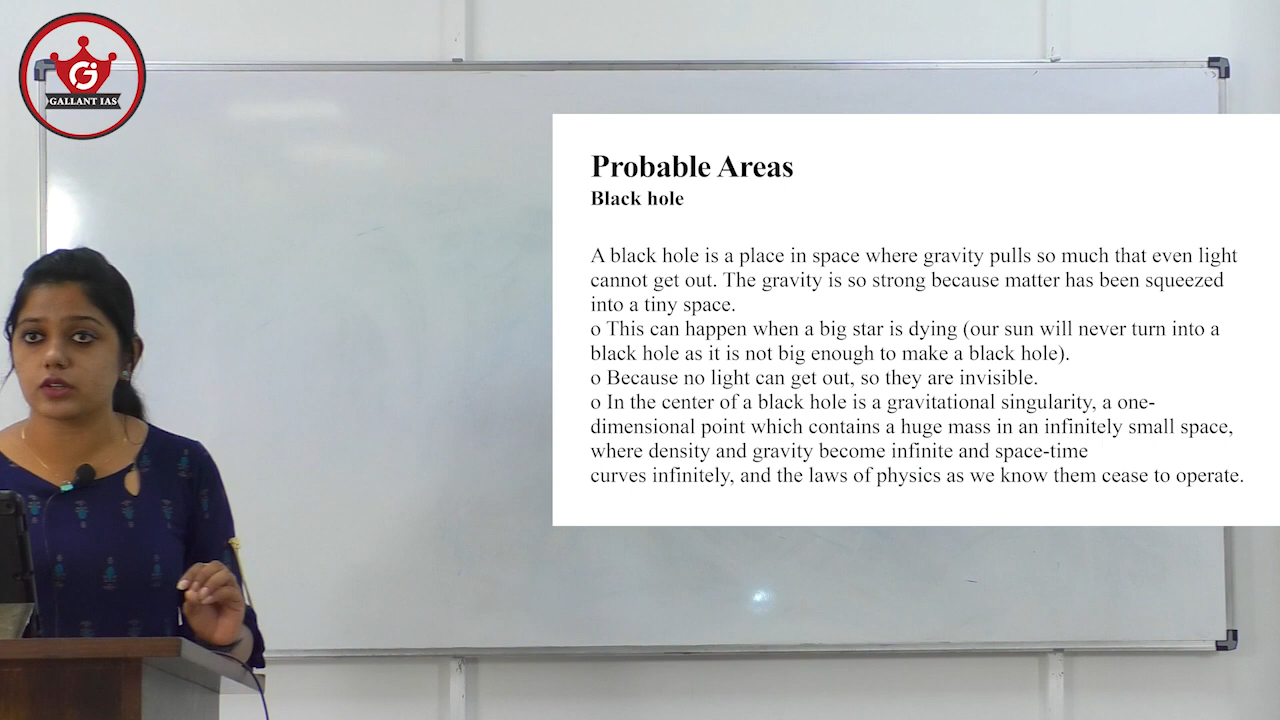 Gi
GALLANT IAS
Probable Areas
Black hole
A black hole is a place in space where gravity pulls so much that even light
cannot get out. The gravity is so strong because matter has been squeezed
into a tiny space.
o This can happen when a big star is dying (our sun will never turn into a
black hole as it is not big enough to make a black hole).
o Because no light can get out, so they are invisible.
o In the center of a black hole is a gravitational singularity, a one-
dimensional point which contains a huge mass in an infinitely small space,
where density and gravity become infinite and space-time
curves infinitely, and the laws of physics as we know them cease to operate.